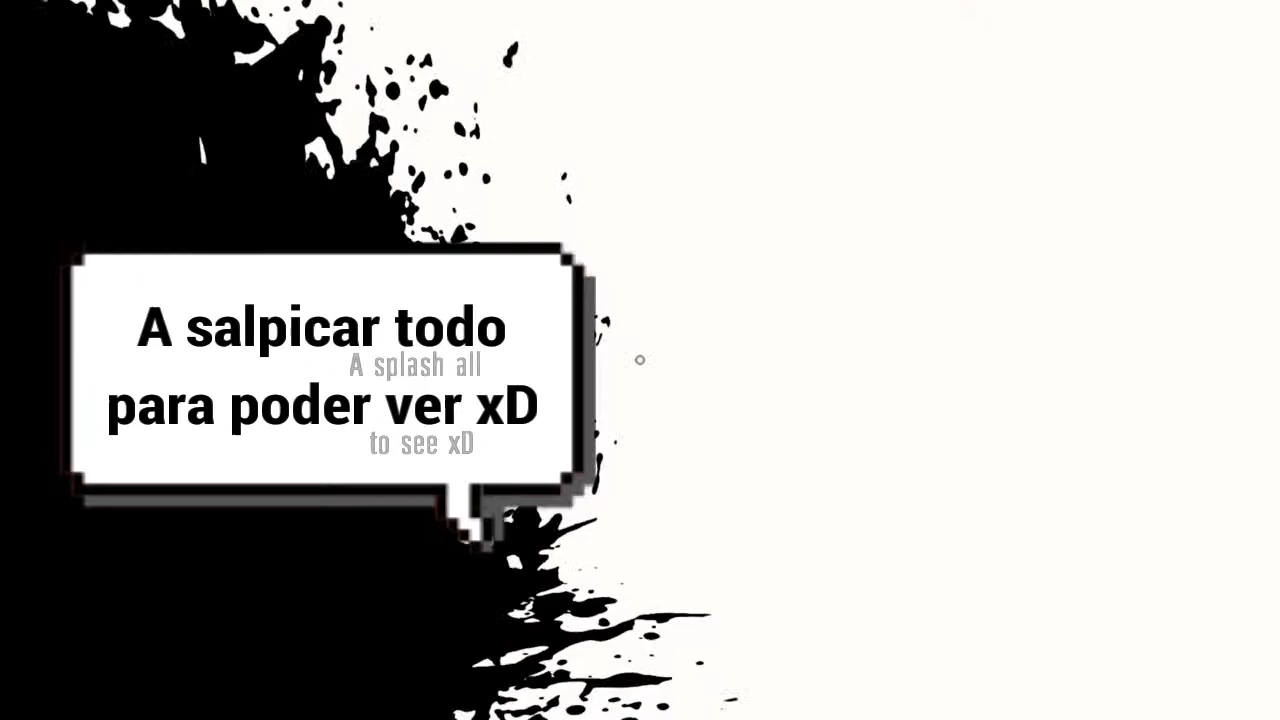 A salpicar todo
A splash all
para poder ver xD
to see xD